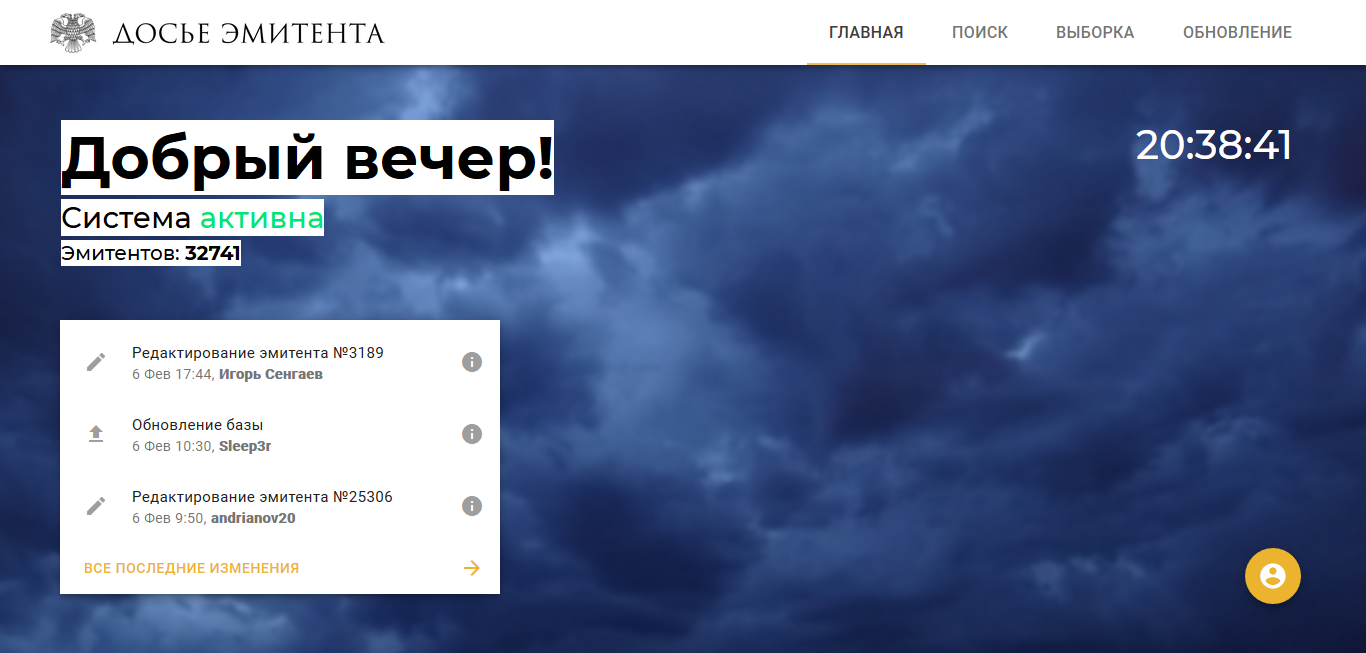 ДОСЬЕ ЭМИТЕНТА
ГЛАВНАЯ ПОИСК ВЫБОРКА ОБНОВЛЕНИЕ
Добрый вечер!
20:38:41
Система активна
Эмитентов: 32741
Редактирование эмитента №3189
6 Фев 17:44, Игорь Сенгаев
Обновление базы
6 Фев 10:30, Sleep3r
Редактирование эмитента №25306
6 Фев 9:50, andrianov20
ВСЕ ПОСЛЕДНИЕ ИЗМЕНЕНИЯ